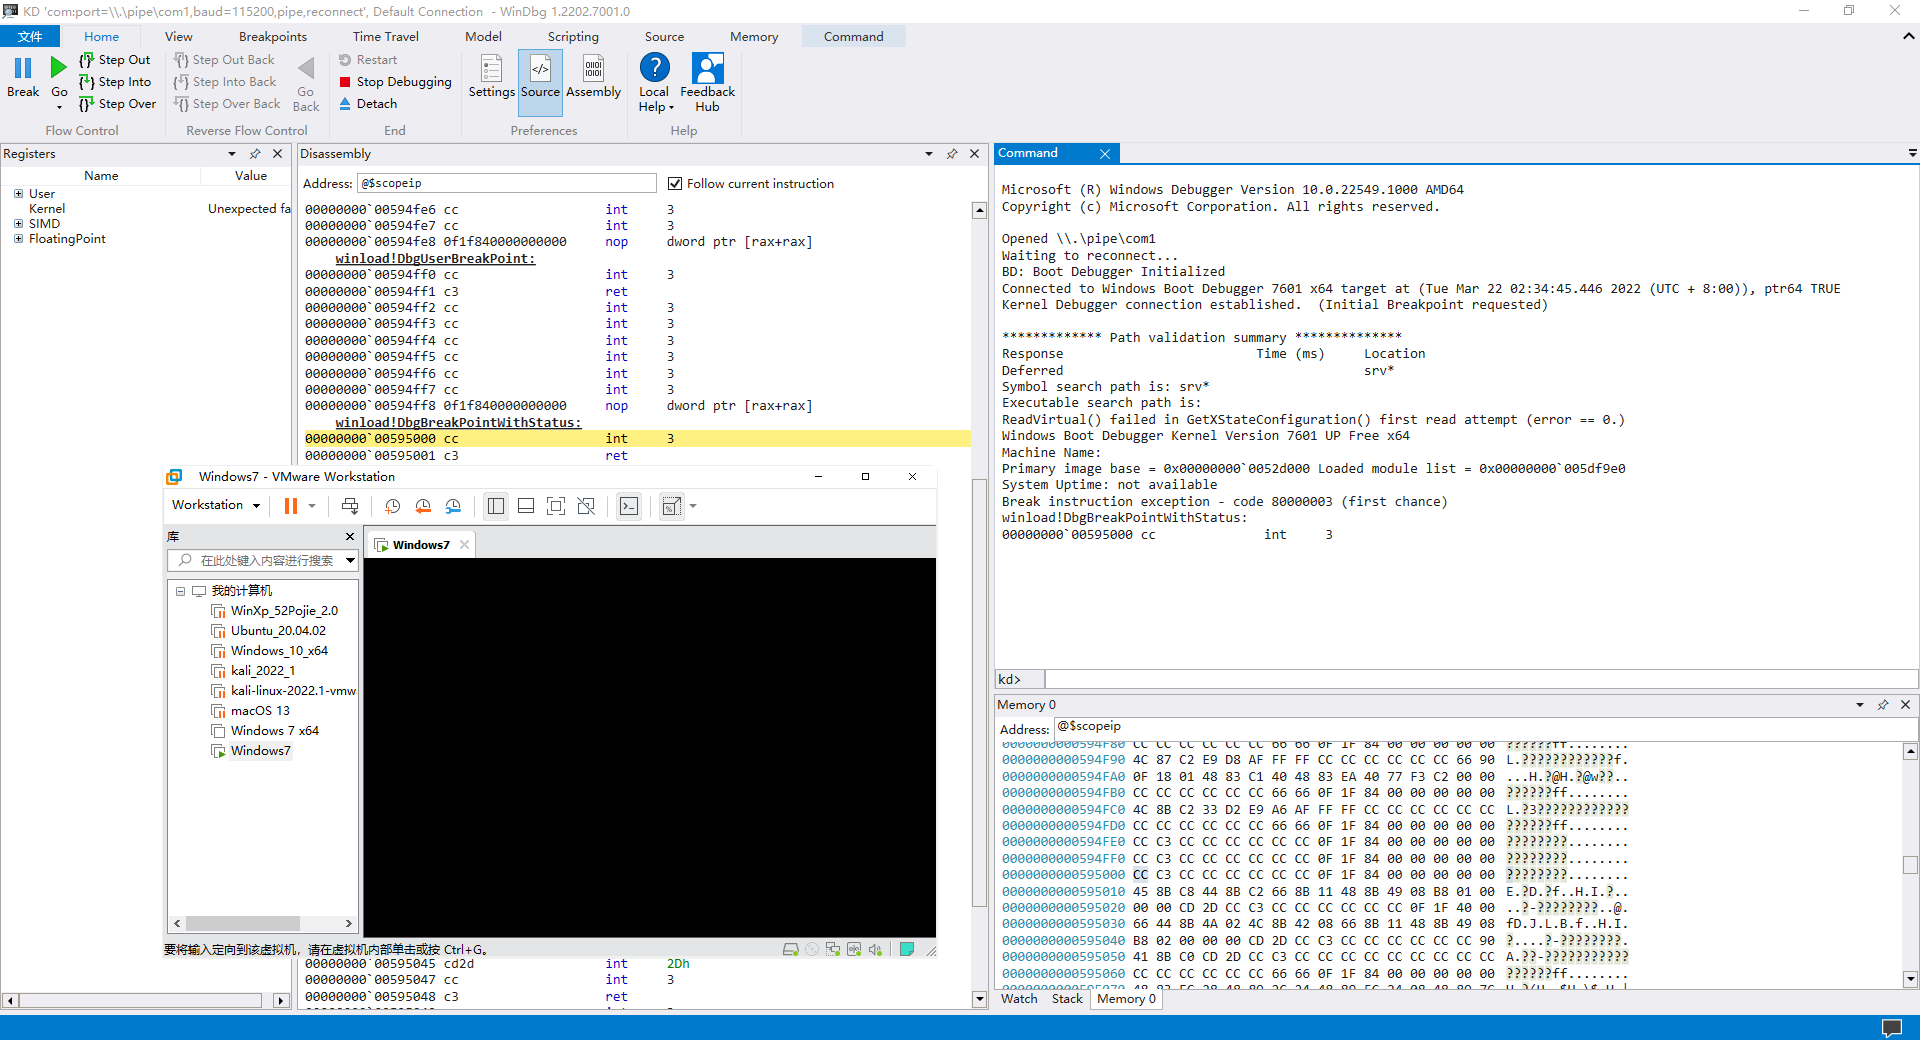 KD 'com:port=\\.\pipe\com1,baud=115200,pipe,reconnect', Default Connection - WinDbg 1.2202.7001.0
文件 Home View Breakpoints Time Travel Model Scripting Source Memory Command
Break
Go
Step Out
Step Into
Step Over
Flow Control
Step Out Back
Step Into Back
Step Over Back
Go Back
Reverse Flow Control
Restart
Stop Debugging
Detach
End
Settings Source Assembly
Preferences
Local Help
Feedback Hub
Help
Registers
Name Value
User
Kernel Unexpected fa
SIMD
FloatingPoint
Disassembly
Address: @$scopeip Follow current instruction
00000000`00594fe6 cc int 3
00000000`00594fe7 cc int 3
00000000`00594fe8 0f1f840000000000 nop dword ptr [rax+rax]
winload!DbgUserBreakPoint:
00000000`00594ff0 cc int 3
00000000`00594ff1 c3 ret
00000000`00594ff2 cc int 3
00000000`00594ff3 cc int 3
00000000`00594ff4 cc int 3
00000000`00594ff5 cc int 3
00000000`00594ff6 cc int 3
00000000`00594ff7 cc int 3
00000000`00594ff8 0f1f840000000000 nop dword ptr [rax+rax]
winload!DbgBreakPointWithStatus:
00000000`00595000 cc int 3
00000000`00595001 c3 ret
Windows7 - VMware Workstation
Workstation
库
在此处键入内容进行搜索
Windows7
我的计算机
WinXp_52Pojie_2.0
Ubuntu_20.04.02
Windows_10_x64
kali_2022_1
kali-linux-2022.1-vmw
macOS 13
Windows 7 x64
Windows7
要将输入定向到该虚拟机，请在虚拟机内部单击或按 Ctrl+G。
00000000`00595045 cd2d int 2Dh
00000000`00595047 cc int 3
00000000`00595048 c3 ret
Command
Microsoft (R) Windows Debugger Version 10.0.22549.1000 AMD64
Copyright (c) Microsoft Corporation. All rights reserved.
Opened \\.\pipe\com1
Waiting to reconnect...
BD: Boot Debugger Initialized
Connected to Windows Boot Debugger 7601 x64 target at (Tue Mar 22 02:34:45.446 2022 (UTC + 8:00)), ptr64 TRUE
Kernel Debugger connection established. (Initial Breakpoint requested)
************* Path validation summary **************
Response Time (ms) Location
Deferred srv*
Symbol search path is: srv*
Executable search path is:
ReadVirtual() failed in GetXStateConfiguration() first read attempt (error == 0.)
Windows Boot Debugger Kernel Version 7601 UP Free x64
Machine Name:
Primary image base = 0x00000000`0052d000 Loaded module list = 0x00000000`005df9e0
System Uptime: not available
Break instruction exception - code 80000003 (first chance)
winload!DbgBreakPointWithStatus:
00000000`00595000 cc int 3
kd>
Memory 0
Address: @$scopeip
0000000000594F80 CC CC CC CC CC CC 66 66 0F 1F 84 00 00 00 00 00 ??????ff........
0000000000594F90 4C 87 C2 E9 D8 AF FF FF CC CC CC CC CC CC 66 90 L.????????????f.
0000000000594FA0 0F 18 01 48 83 C1 40 48 83 EA 40 77 F3 C2 00 00 ...H.?@H.?@w??..
0000000000594FB0 CC CC CC CC CC CC 66 66 0F 1F 84 00 00 00 00 00 ??????ff........
0000000000594FC0 4C 8B C2 33 D2 E9 A6 AF FF FF CC CC CC CC CC CC L.?3????????????
0000000000594FD0 CC CC CC CC CC CC 66 66 0F 1F 84 00 00 00 00 00 ??????ff........
0000000000594FE0 CC C3 CC CC CC CC CC CC 0F 1F 84 00 00 00 00 00 ????????........
0000000000594FF0 CC C3 CC CC CC CC CC CC 0F 1F 84 00 00 00 00 00 ????????........
0000000000595000 CC C3 CC CC CC CC CC CC 0F 1F 84 00 00 00 00 00 ????????........
0000000000595010 45 8B C8 44 8B C2 66 8B 11 48 8B 49 08 B8 01 00 E.?D.?f..H.I.?..
0000000000595020 00 00 CD 2D CC C3 CC CC CC CC CC CC 0F 1F 40 00 ..?-????????..@.
0000000000595030 66 44 8B 4A 02 4C 8B 42 08 66 8B 11 48 8B 49 08 fD.J.L.B.f..H.I.
0000000000595040 B8 02 00 00 00 CD 2D CC C3 CC CC CC CC CC CC 90 ?....?-????????.
0000000000595050 41 8B C0 CD 2D CC C3 CC CC CC CC CC CC CC CC CC A.??-???????????
0000000000595060 CC CC CC CC CC CC 66 66 0F 1F 84 00 00 00 00 00 ??????ff........
Watch Stack Memory 0